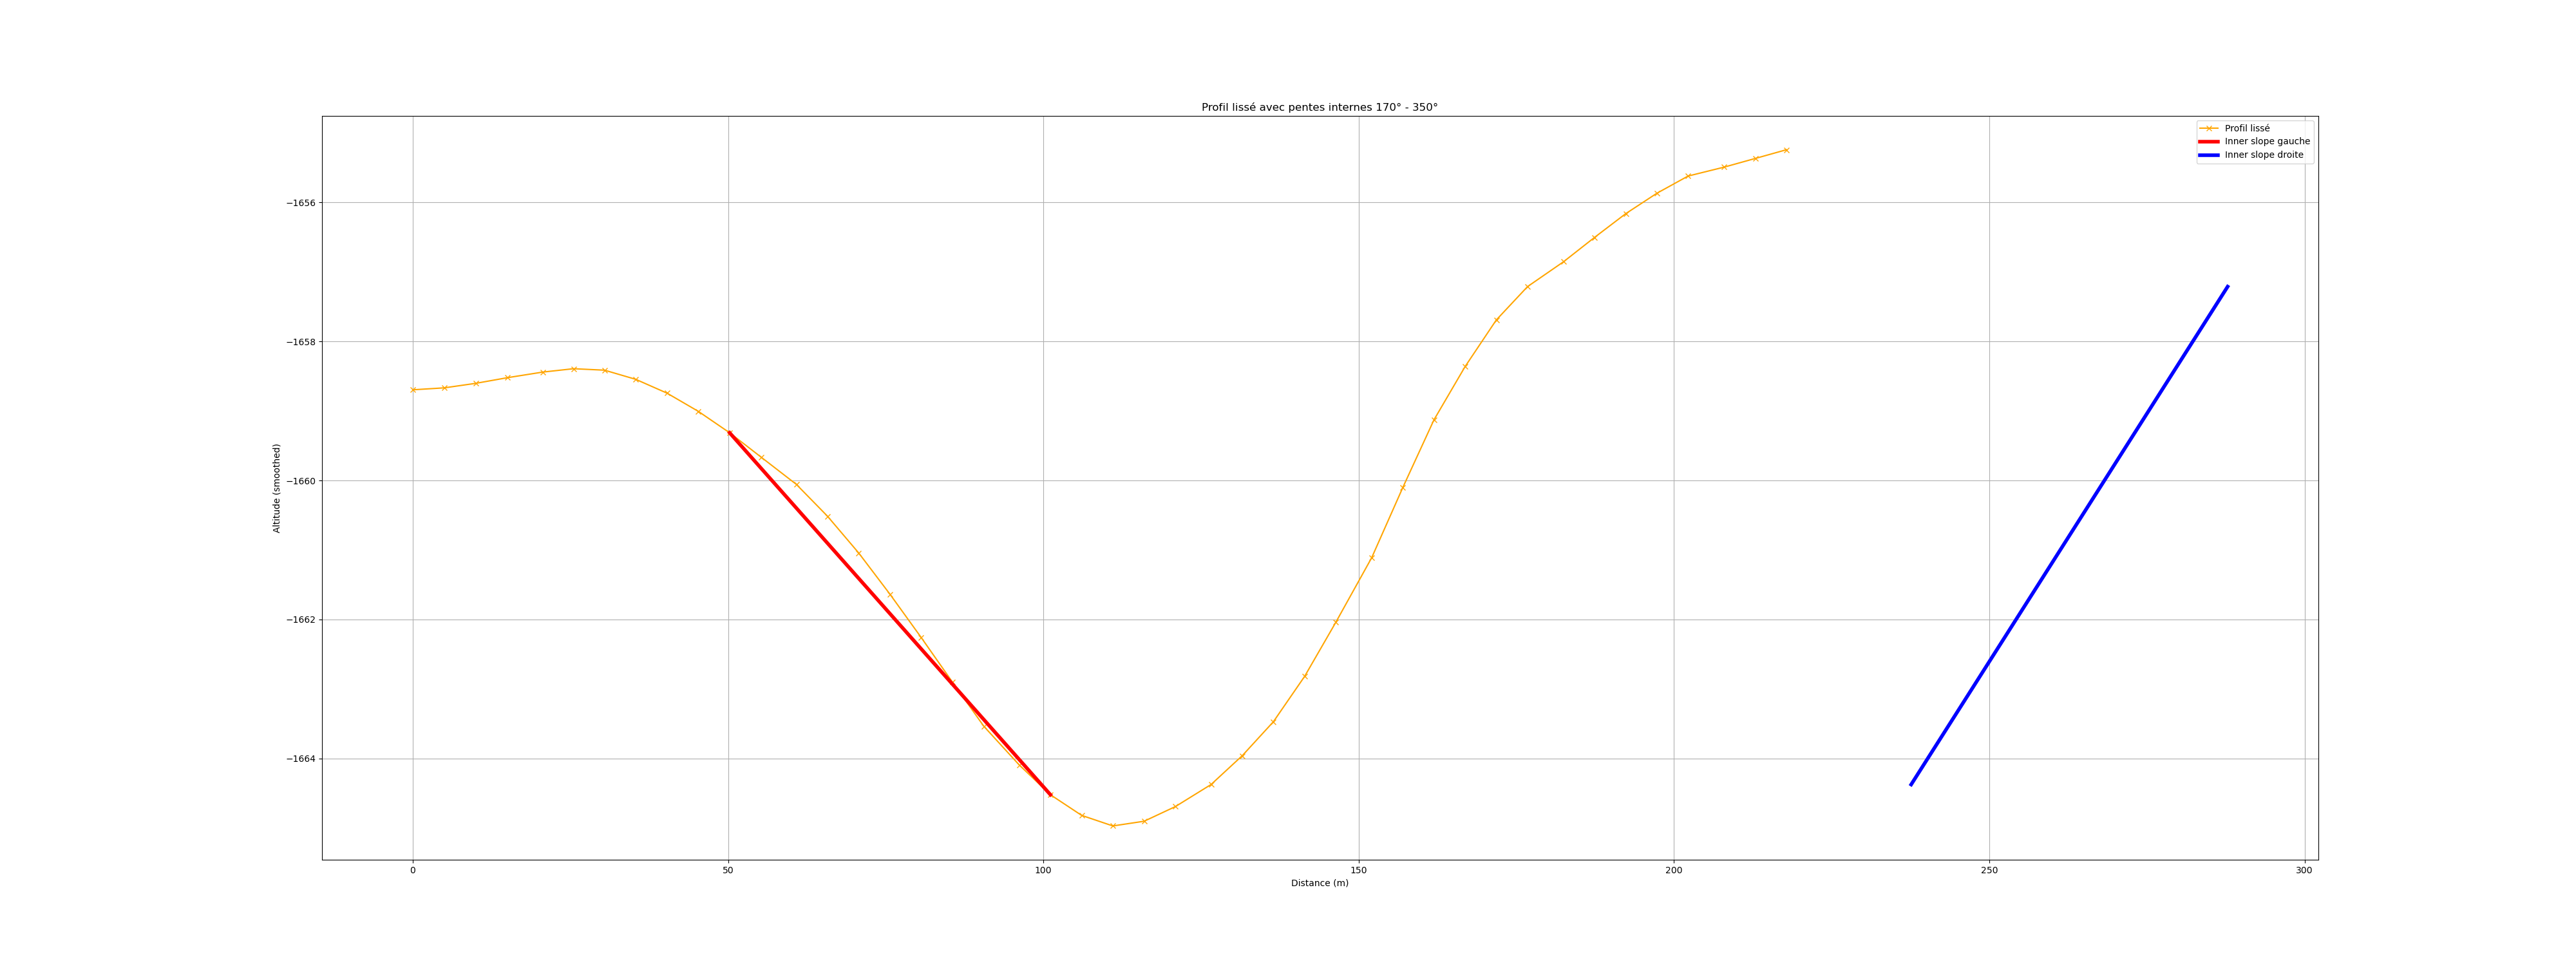 Profil lissé avec pentes internes 170° - 350°
Profil lissé
Inner slope gauche
Inner slope droite
Altitude (smoothed)
−1656
−1658
−1660
−1662
−1664
0 50 100 150 200 250 300
Distance (m)